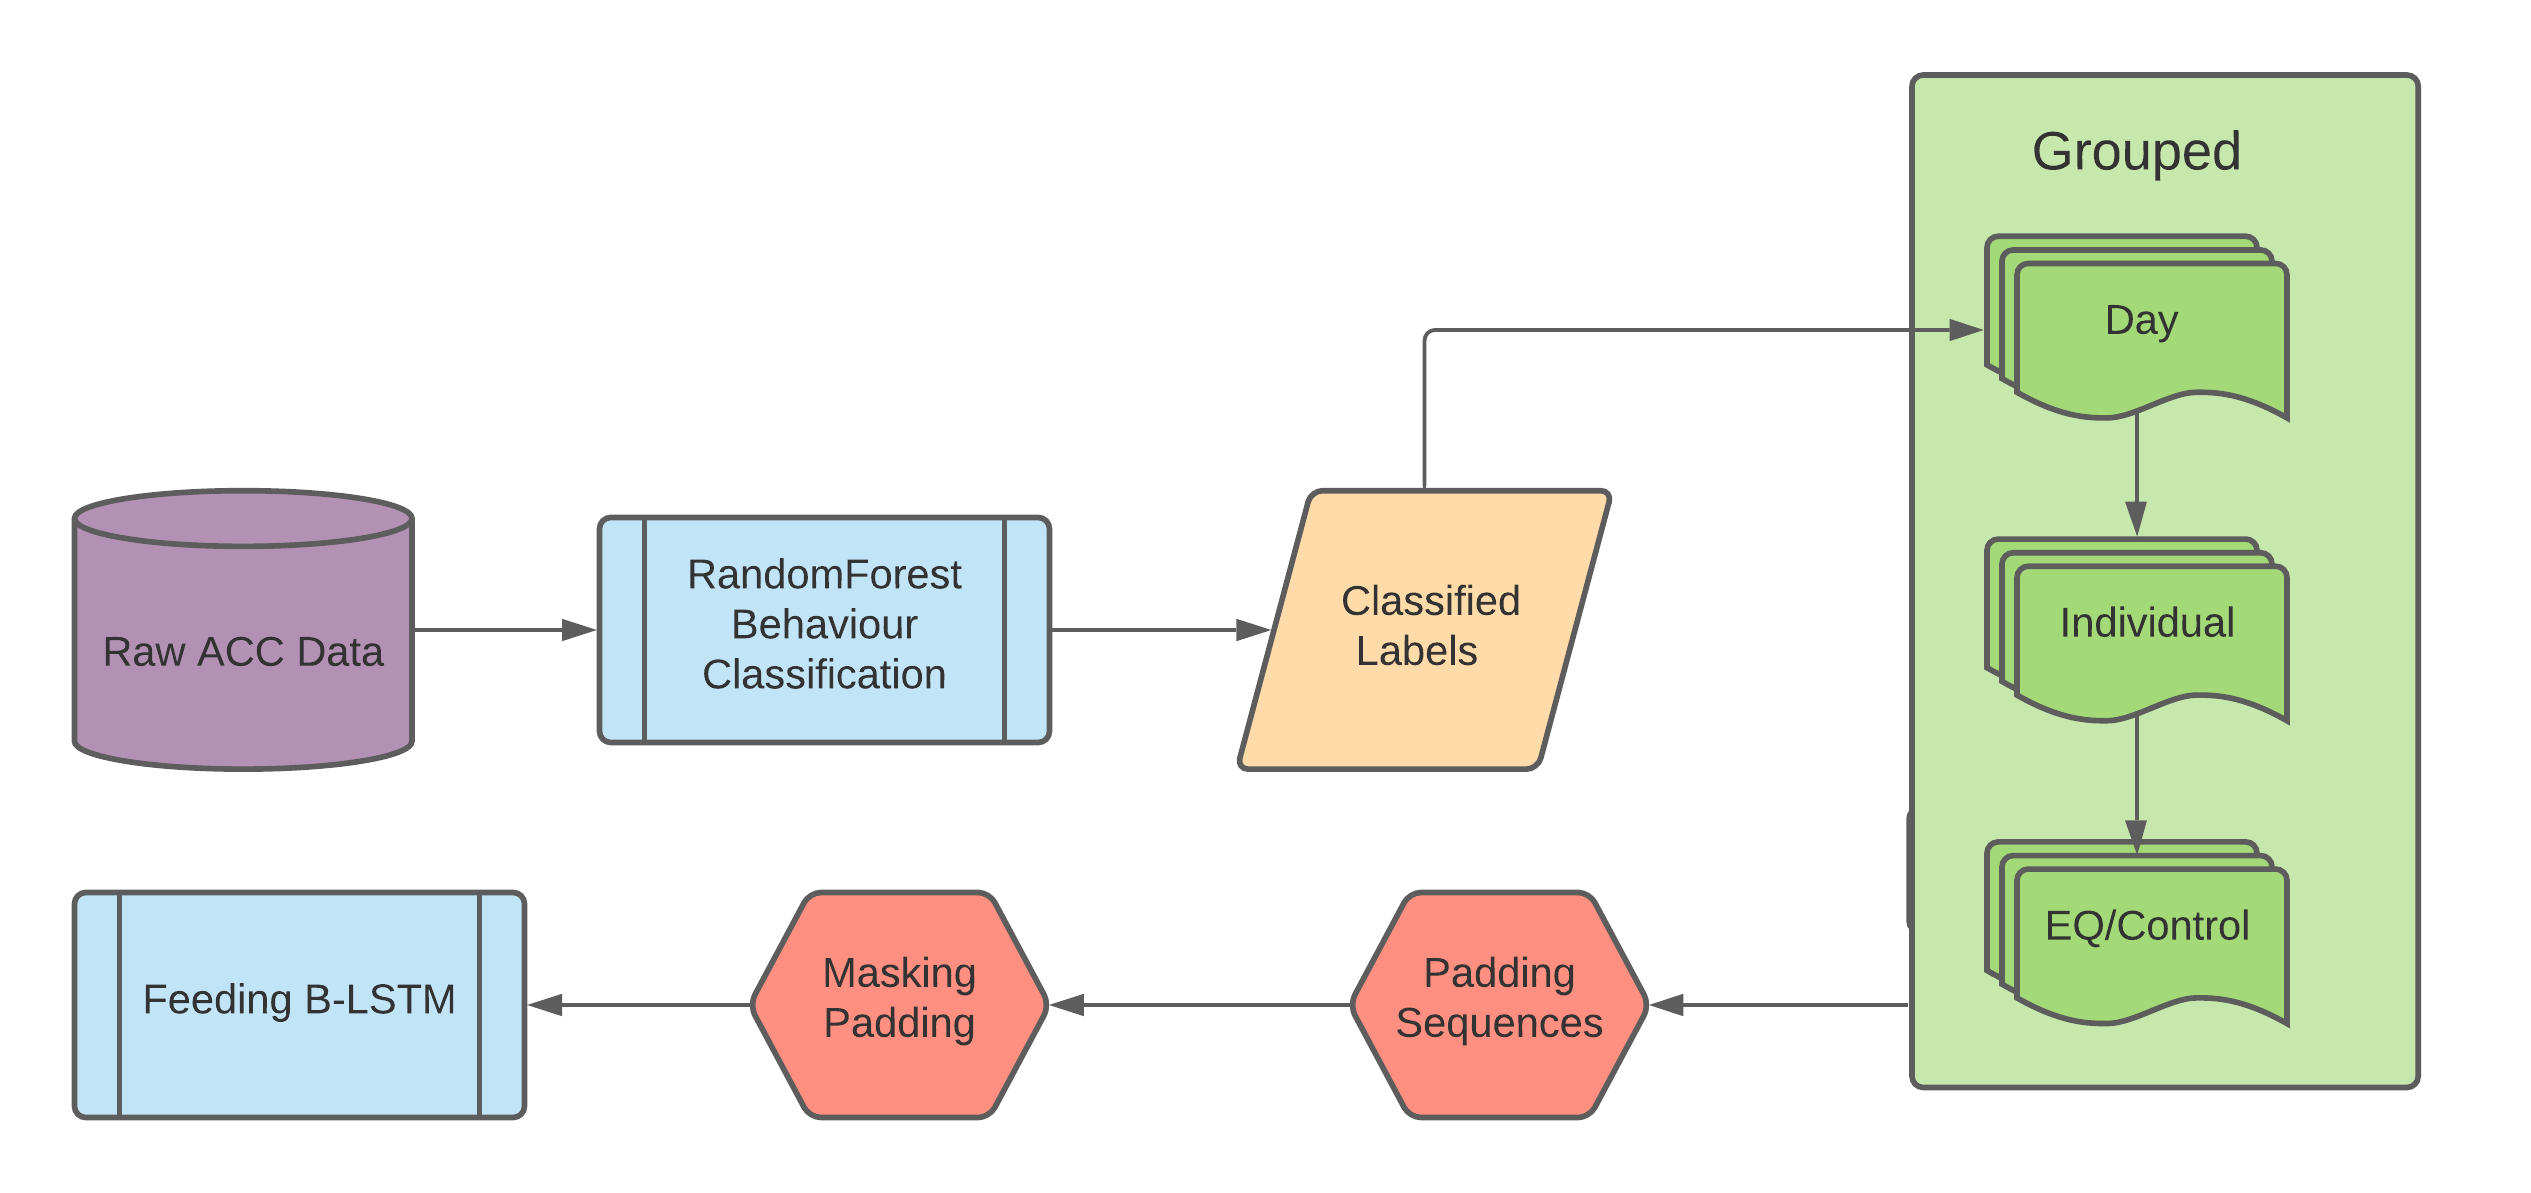 Grouped
Day
Raw ACC Data
RandomForest
Behaviour
Classification
Classified
Labels
Individual
EQ/Control
Padding
Sequences
Masking
Padding
Feeding B-LSTM